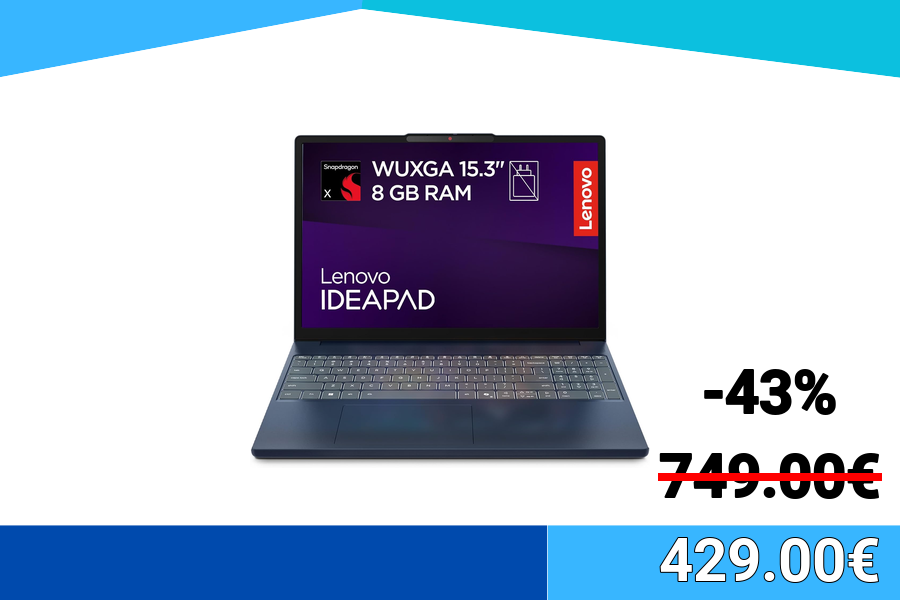 Snapdragon
X
WUXGA 15.3"
8 GB RAM
Lenovo
Lenovo
IDEAPAD
-43%
749.00€
429.00€